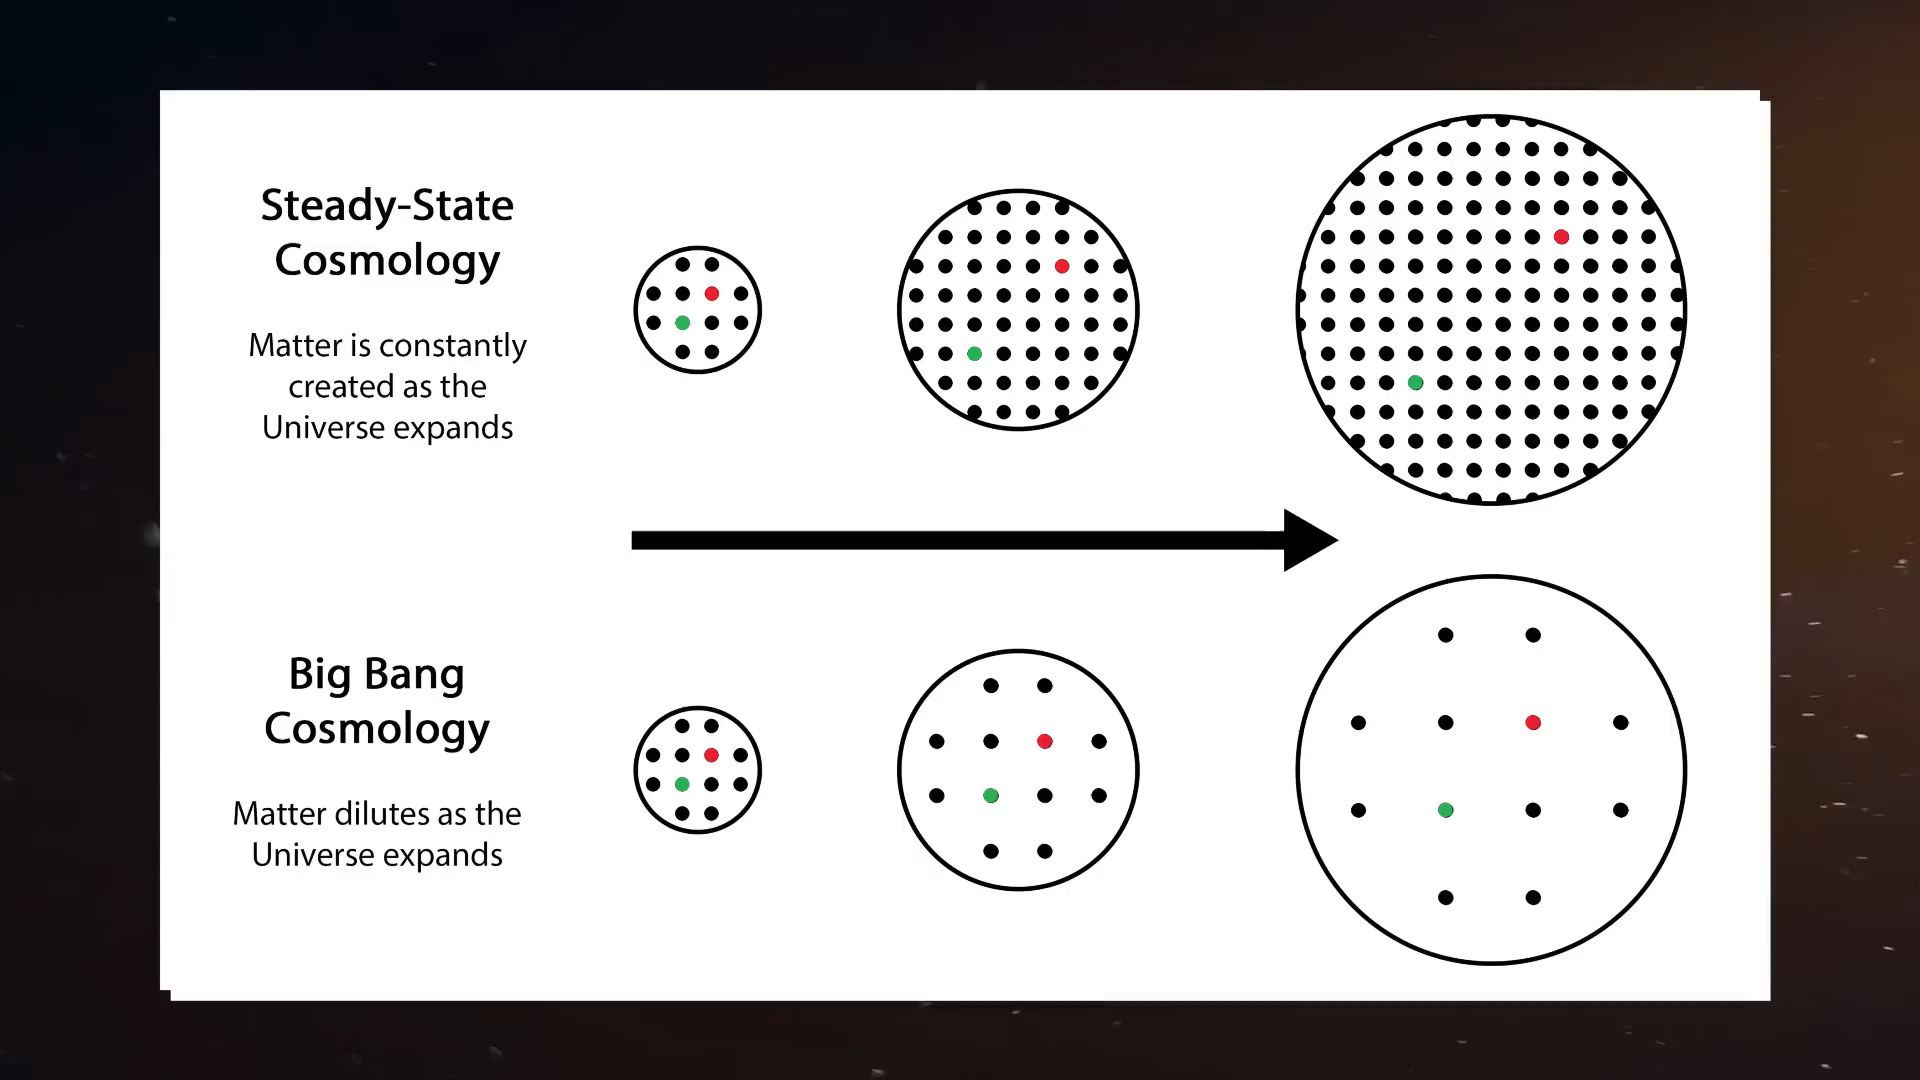 Steady-State
Cosmology
Matter is constantly
created as the
Universe expands
Big Bang
Cosmology
Matter dilutes as the
Universe expands